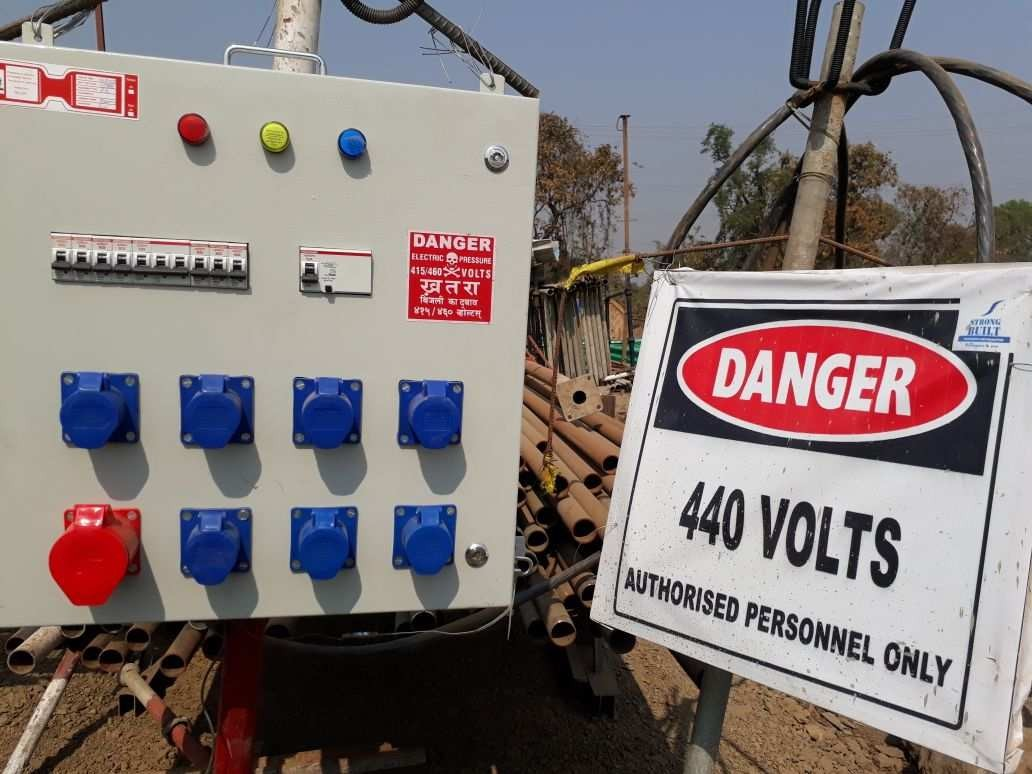 DANGER
ELECTRIC PRESSURE
415/460 VOLTS
ख़तरा
बिजली का दबाव
४१५/४६० व्होल्टस्
STRONG
BUILT
DANGER
440 VOLTS
AUTHORISED PERSONNEL ONLY